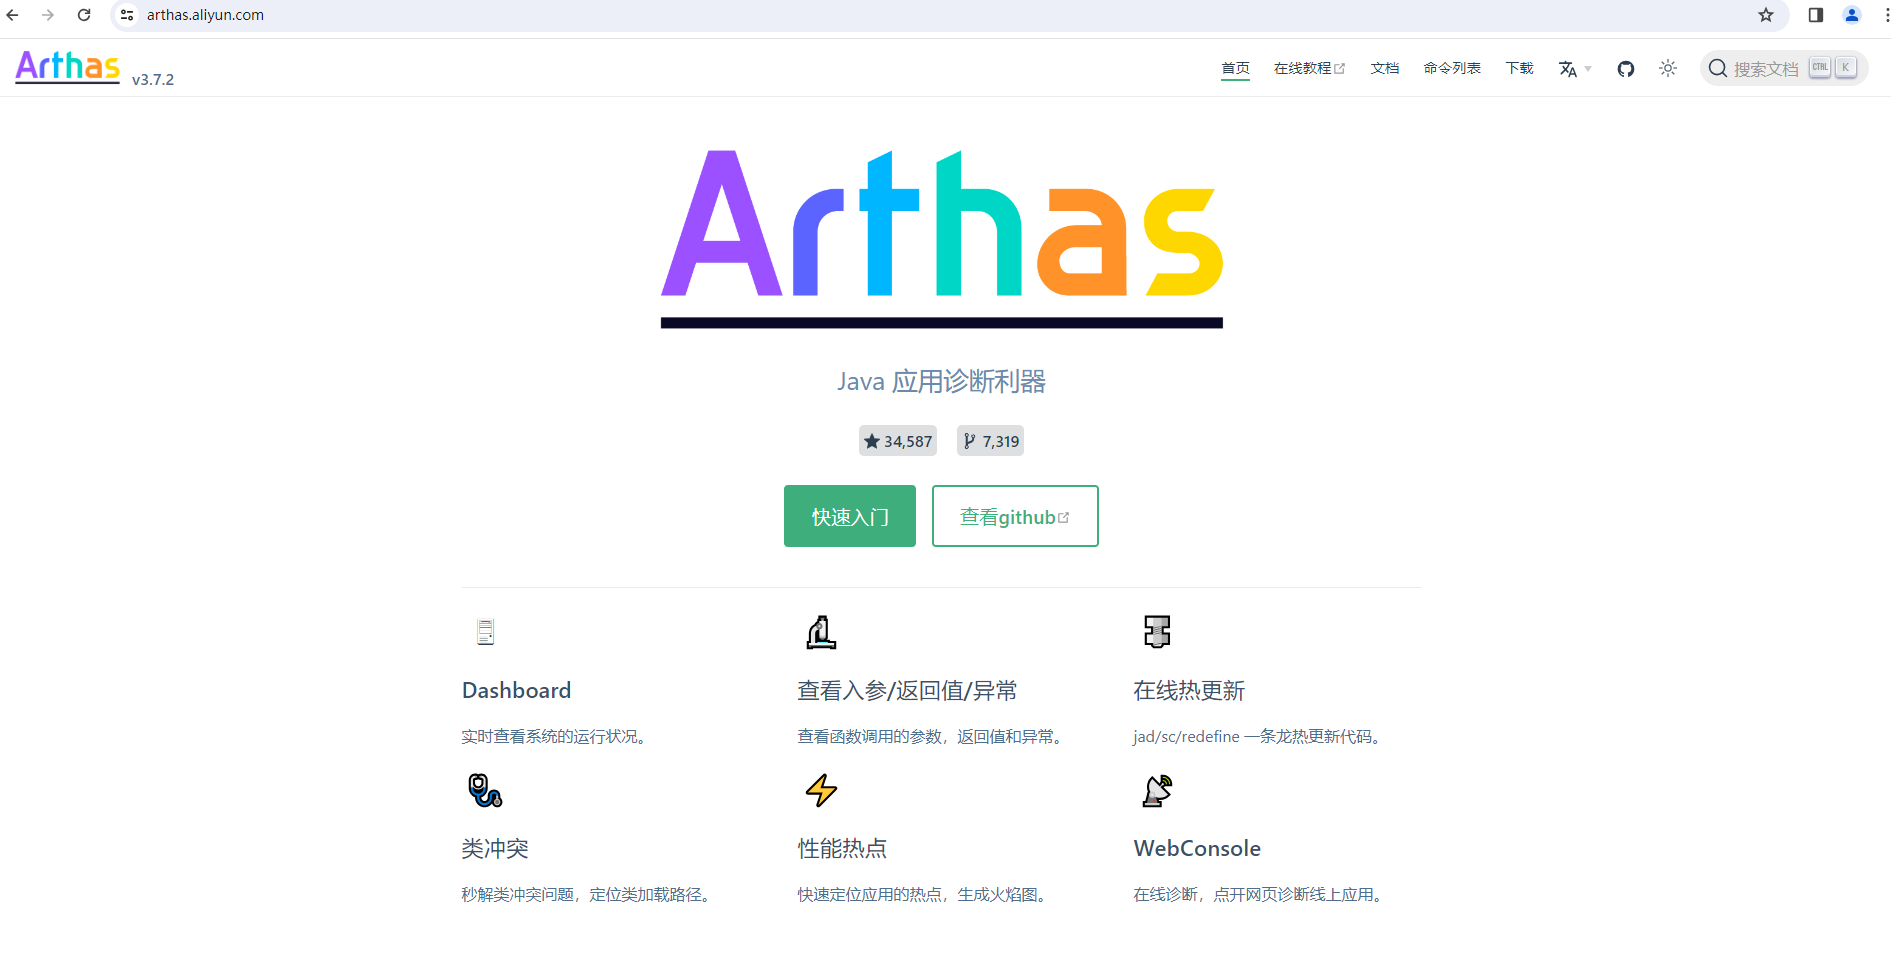 arthas.aliyun.com
Arthas v3.7.2 首页 在线教程 文档 命令列表 下载 搜索文档 CTRL K
Arthas
Java 应用诊断利器
34,587 7,319
快速入门 查看github
Dashboard 查看入参/返回值/异常 在线热更新
实时查看系统的运行状况。 查看函数调用的参数，返回值和异常。 jad/sc/redefine 一条龙热更新代码。
类冲突 性能热点 WebConsole
秒解类冲突问题，定位类加载路径。 快速定位应用的热点，生成火焰图。 在线诊断，点开网页诊断线上应用。